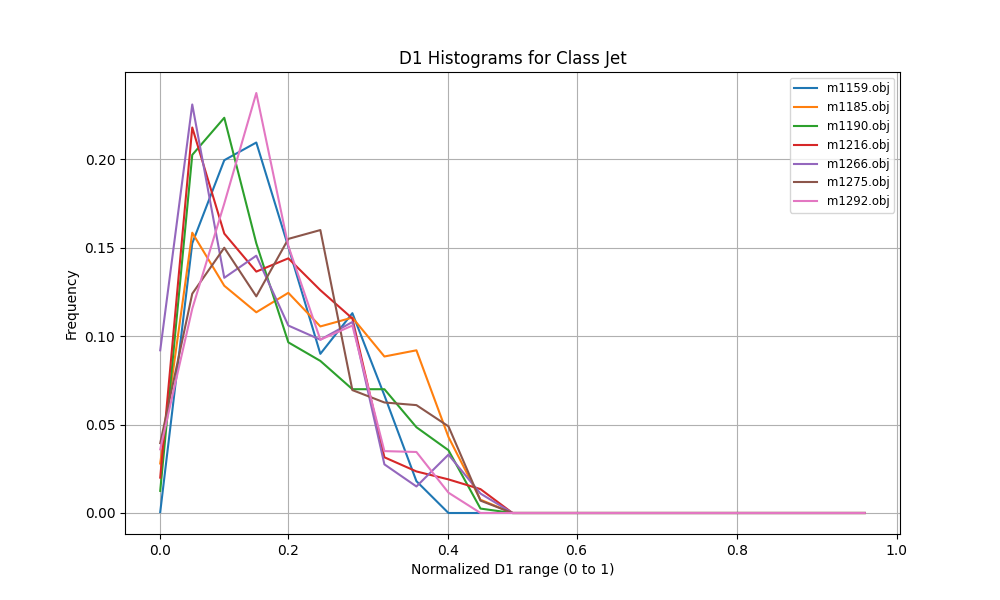 D1 Histograms for Class Jet
m1159.obj
m1185.obj
m1190.obj
m1216.obj
m1266.obj
m1275.obj
m1292.obj
Frequency
0.20
0.15
0.10
0.05
0.00
0.0 0.2 0.4 0.6 0.8 1.0
Normalized D1 range (0 to 1)